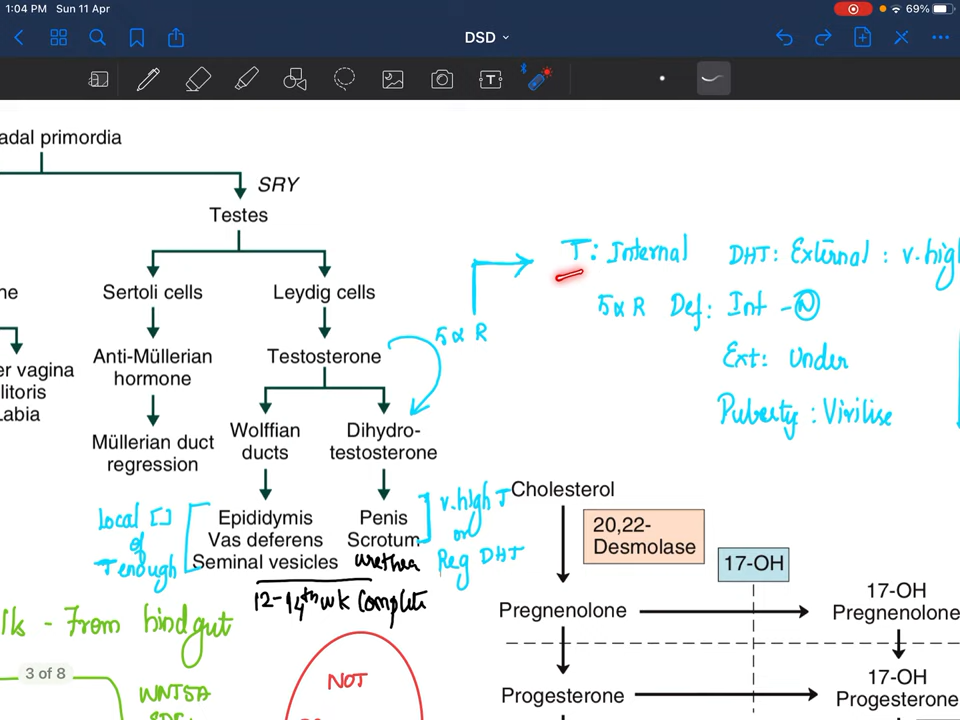 1:04 PM Sun 11 Apr
69%
DSD
T
adal primordia
SRY
Testes
Sertoli cells
Leydig cells
ne
Anti-Müllerian
hormone
Testosterone
er vagina
litoris
Labia
Müllerian duct
regression
Wolffian
ducts
Dihydro-
testosterone
Epididymis
Vas deferens
Seminal vesicles
Penis
Scrotum
urethra
Local []
of
T enough
v.high T
or
Reg DHT
12-14th wk Complete
5α R
T: Internal DHT: External : v.high
5α R Def: Int - N
Ext: Under
Puberty : Virilise
lk - From hindgut
3 of 8
WNT5A
NOT
Cholesterol
20,22-
Desmolase
17-OH
Pregnenolone
17-OH
Pregnenolone
Progesterone
17-OH
Progesterone